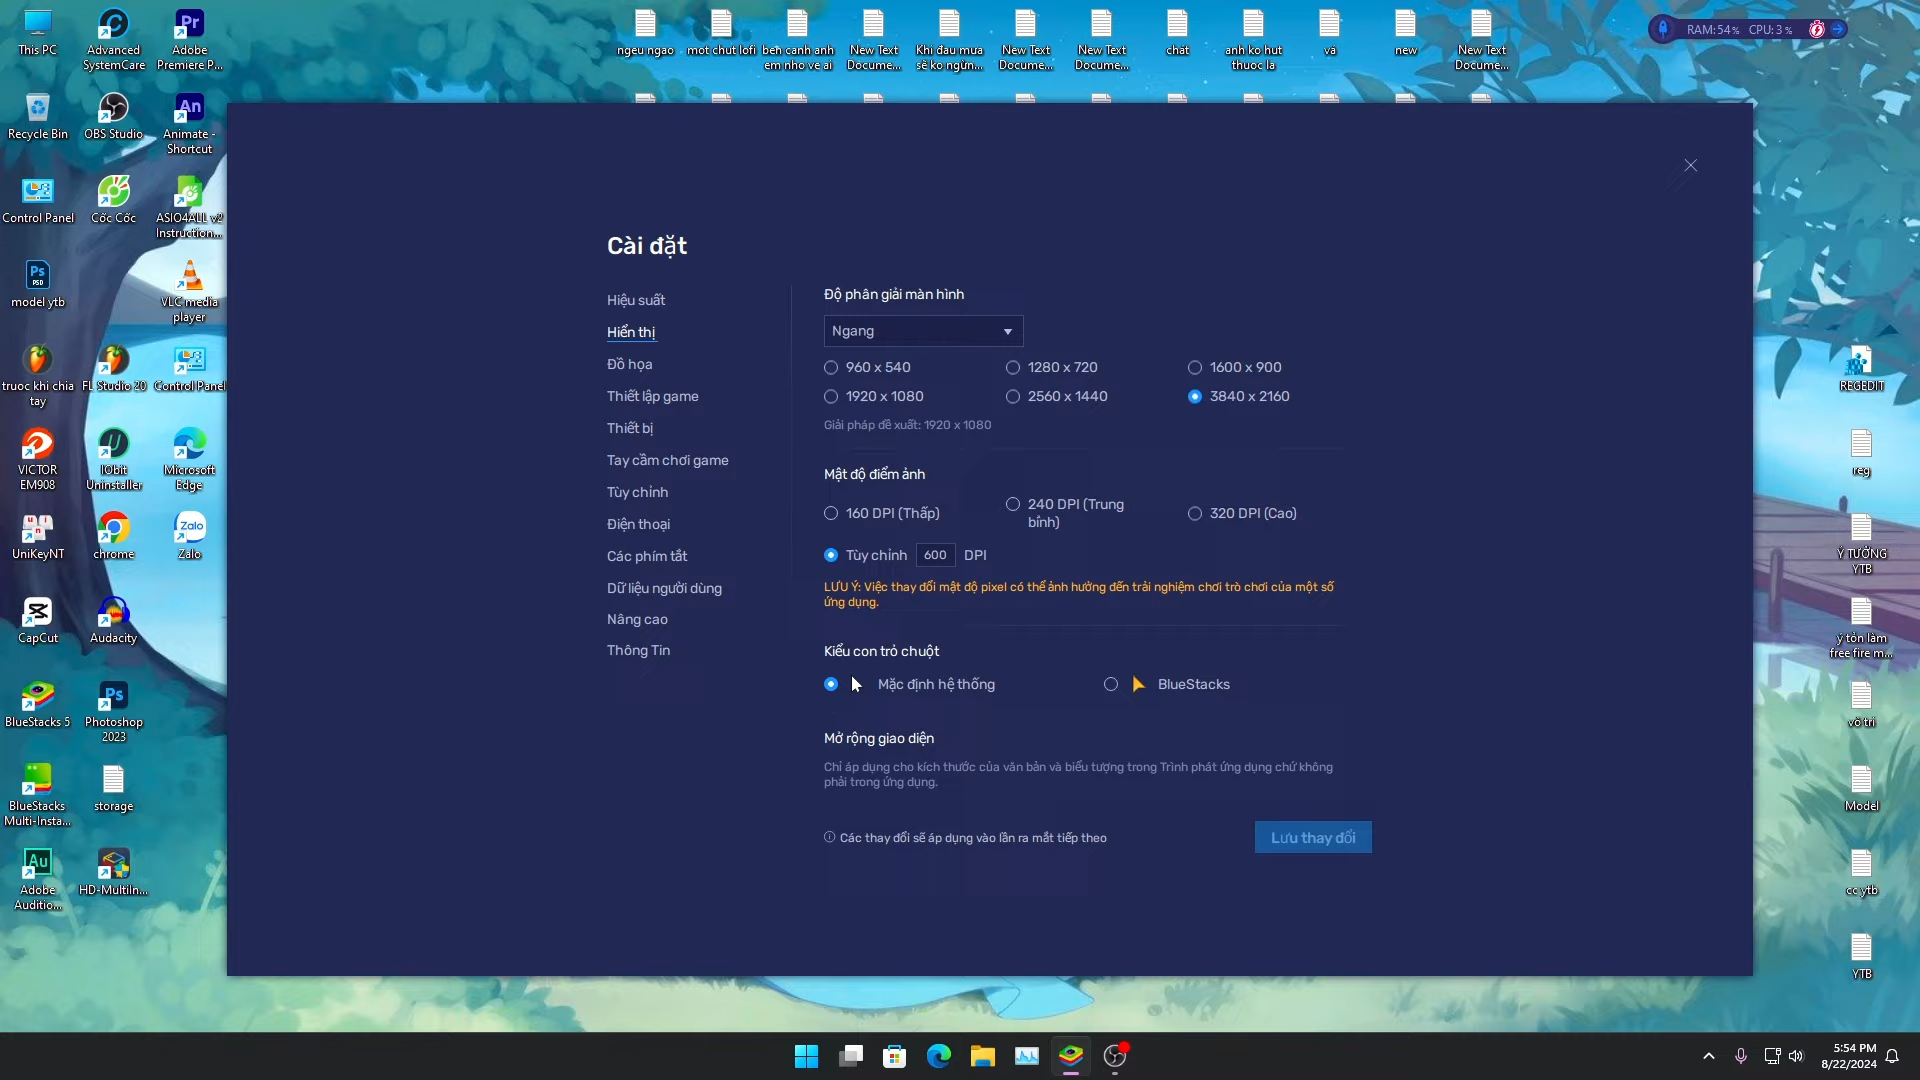 This PC
Advanced
SystemCare
Adobe
Premiere P...
ngeu ngao
mot chut lofi
ben canh anh
em nho ve ai
New Text
Docume...
Khi đau mưa
sẽ ko ngừn...
New Text
Docume...
New Text
Docume...
chát
anh ko hut
thuoc la
va
new
New Text
Docume...
RAM: 54%
CPU: 3%
Recycle Bin
OBS Studio
Animate -
Shortcut
Control Panel
Cốc Cốc
ASIO4ALL v2
Instruction...
model ytb
VLC media
player
truoc khi chia
tay
FL Studio 20
Control Panel
VICTOR
EM908
IObit
Uninstaller
Microsoft
Edge
UniKeyNT
chrome
Zalo
CapCut
Audacity
BlueStacks 5
Photoshop
2023
BlueStacks
Multi-Insta...
storage
Adobe
Auditio...
HD-MultiIn...
Cài đặt
Hiệu suất
Hiển thị
Đồ họa
Thiết lập game
Thiết bị
Tay cầm chơi game
Tùy chỉnh
Điện thoại
Các phím tắt
Dữ liệu người dùng
Nâng cao
Thông Tin
Độ phân giải màn hình
Ngang
960 x 540
1280 x 720
1600 x 900
1920 x 1080
2560 x 1440
3840 x 2160
Giải pháp đề xuất: 1920 x 1080
Mật độ điểm ảnh
160 DPI (Thấp)
240 DPI (Trung
bình)
320 DPI (Cao)
Tùy chỉnh 600 DPI
LƯU Ý: Việc thay đổi mật độ pixel có thể ảnh hưởng đến trải nghiệm chơi trò chơi của một số
ứng dụng.
Kiểu con trỏ chuột
Mặc định hệ thống
BlueStacks
Mở rộng giao diện
Chỉ áp dụng cho kích thước của văn bản và biểu tượng trong Trình phát ứng dụng chứ không
phải trong ứng dụng.
Các thay đổi sẽ áp dụng vào lần ra mắt tiếp theo
Lưu thay đổi
REGEDIT
reg
Ý TƯỞNG
YTB
ý tỏn làm
free fire m...
vô tri
Model
cc ytb
YTB
5:54 PM
8/22/2024